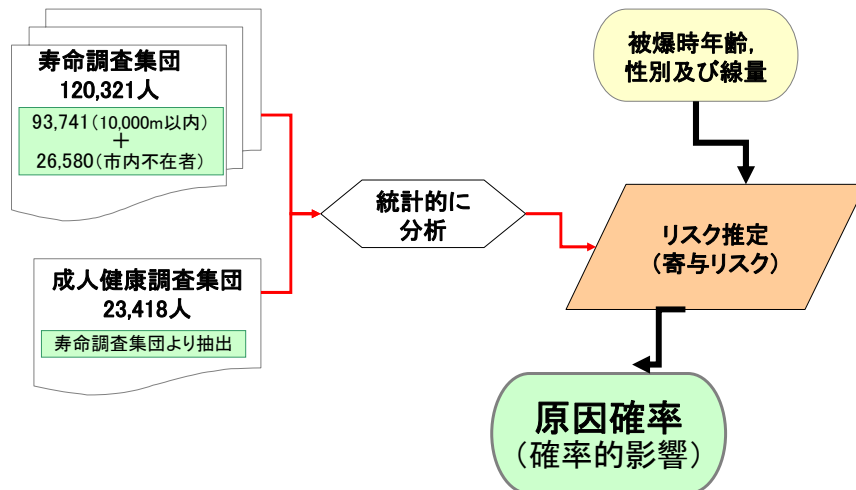 寿命調査集団
120,321人
93,741（10,000m以内）
＋
26,580（市内不在者）
成人健康調査集団
23,418人
寿命調査集団より抽出
統計的に
分析
被爆時年齢，
性別及び線量
リスク推定
（寄与リスク）
原因確率
（確率的影響）